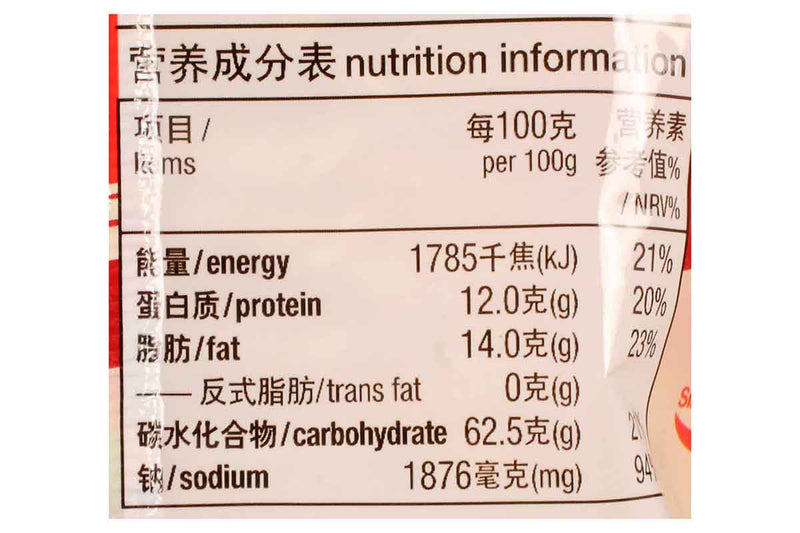 营养成分表 nutrition information
项目/ 每100克 营养素
Items per 100g 参考值%
/ NRV%
能量/energy 1785千焦(kJ) 21%
蛋白质/protein 12.0克(g) 20%
脂肪/fat 14.0克(g) 23%
—— 反式脂肪/trans fat 0克(g)
碳水化合物/carbohydrate 62.5克(g)
钠/sodium 1876毫克(mg)